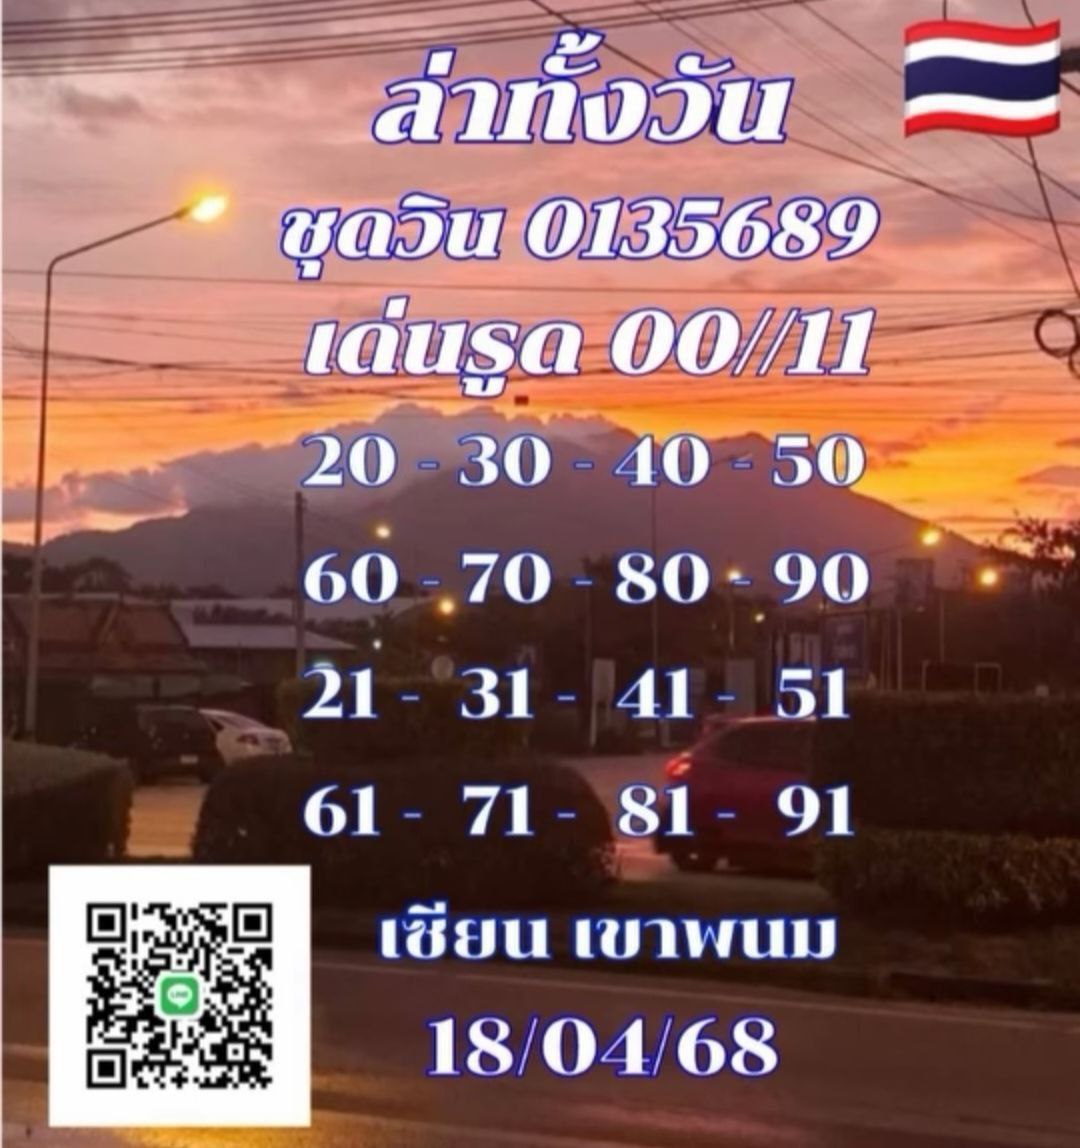 ล่าทั้งวัน
ชุดวิน 0135689
เด่นรูด 00//11
20 - 30 - 40 - 50
60 - 70 - 80 - 90
21 - 31 - 41 - 51
61 - 71 - 81 - 91
เซียน เขาพนม
LINE
18/04/68